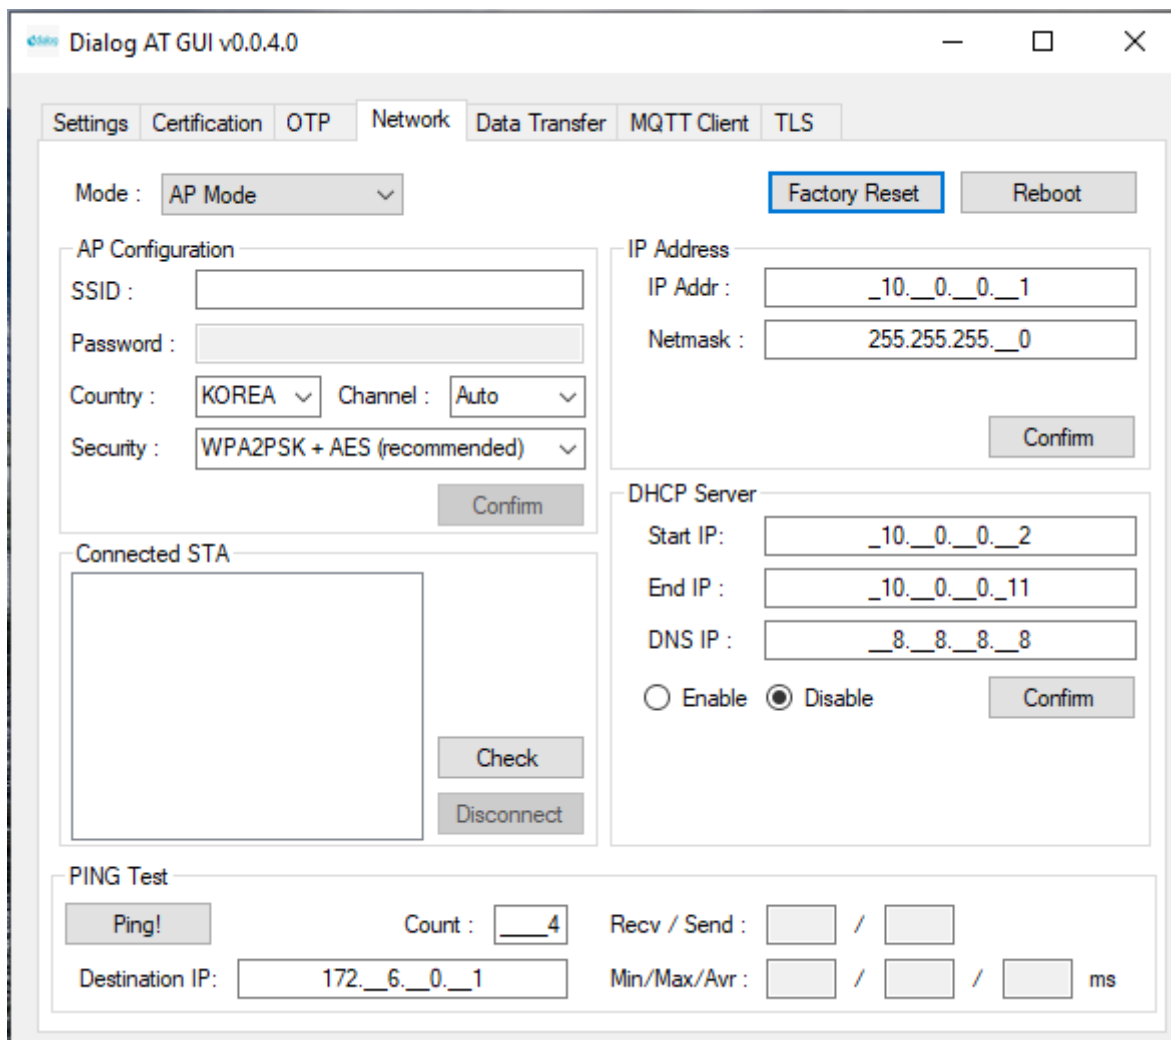 dialog Dialog AT GUI v0.0.4.0
Settings Certification OTP Network Data Transfer MQTT Client TLS
Mode : AP Mode Factory Reset Reboot
AP Configuration
SSID :
Password :
Country : KOREA Channel : Auto
Security : WPA2PSK + AES (recommended)
Confirm
IP Address
IP Addr : _10.__0.__0.__1
Netmask : 255.255.255.__0
Confirm
Connected STA
Check
Disconnect
DHCP Server
Start IP: _10.__0.__0.__2
End IP : _10.__0.__0._11
DNS IP : __8.__8.__8.__8
Enable Disable Confirm
PING Test
Ping! Count : ____4 Recv / Send : /
Destination IP: 172.__6.__0.__1 Min/Max/Avr : / / ms